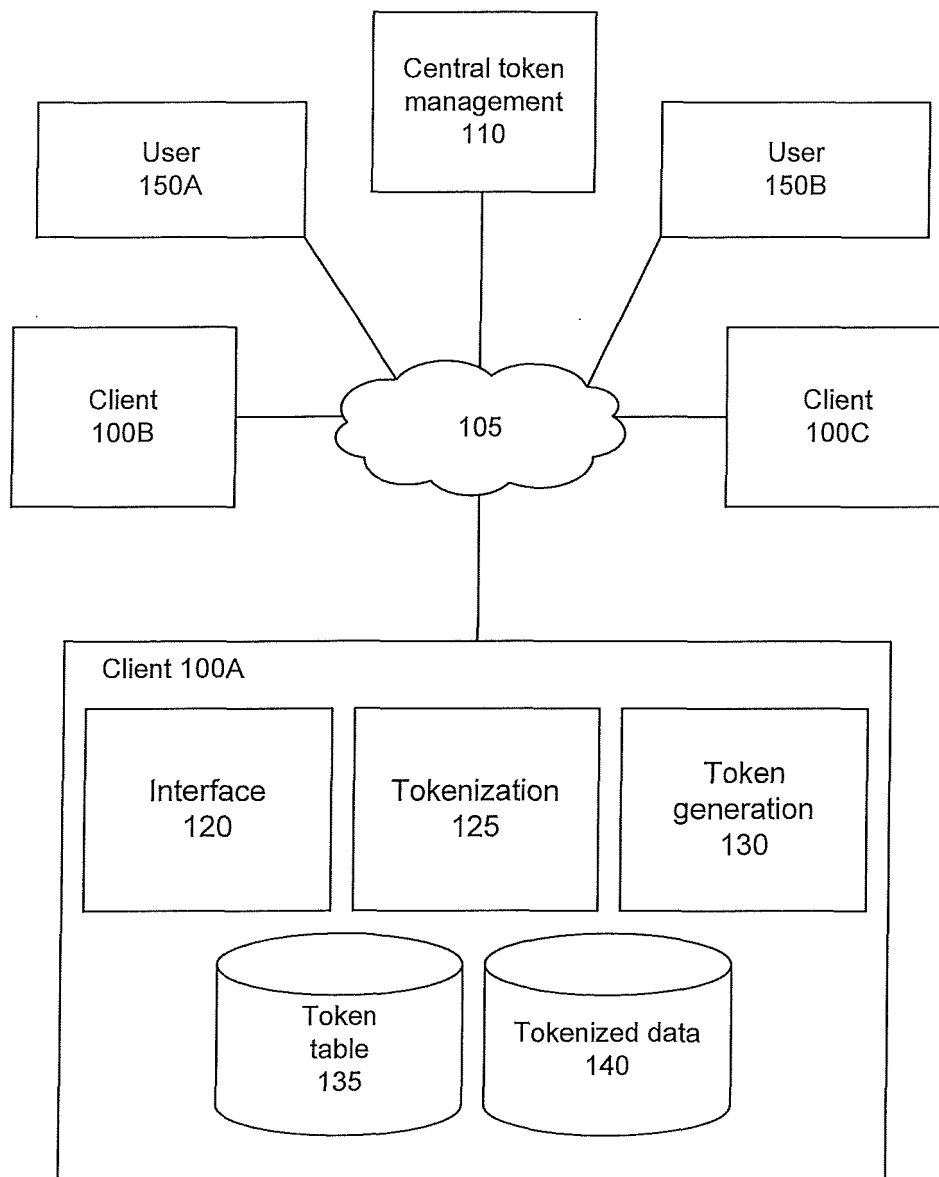 Central token
management
110
User
150A
User
150B
Client
100B
105
Client
100C
Client 100A
Interface
120
Tokenization
125
Token
generation
130
Token
table
135
Tokenized data
140